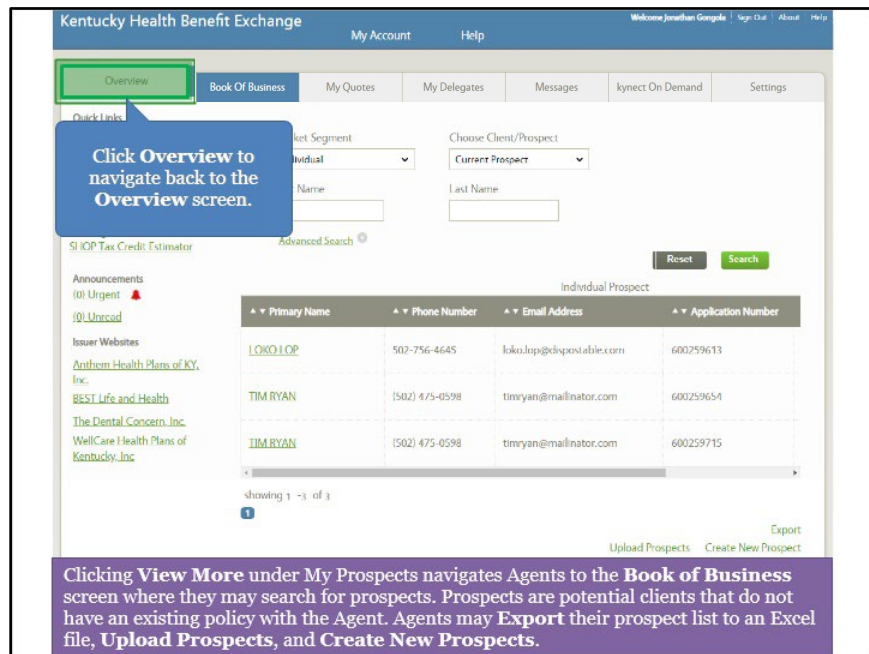 Kentucky Health Benefit Exchange
Welcome Jonathan Gongola Sign Out About Help
My Account Help
Overview Book Of Business My Quotes My Delegates Messages kynect On Demand Settings
Quick Links
Click Overview to
navigate back to the
Overview screen.
ket Segment Choose Client/Prospect
vidual Current Prospect
Name Last Name
Advanced Search
SHOP Tax Credit Estimator
Reset Search
Announcements
(0) Urgent
(0) Unread
Individual Prospect
Primary Name Phone Number Email Address Application Number
Issuer Websites
Anthem Health Plans of KY,
Inc.
BEST Life and Health
The Dental Concern, Inc.
WellCare Health Plans of
Kentucky, Inc
LOKO LOP 502-756-4645 loko.lop@dispostable.com 600259613
TIM RYAN (502) 475-0598 timryan@mailinator.com 600259654
TIM RYAN (502) 475-0598 timryan@mailinator.com 600259715
showing 1 -3 of 3
1
Export
Upload Prospects Create New Prospect
Clicking View More under My Prospects navigates Agents to the Book of Business
screen where they may search for prospects. Prospects are potential clients that do not
have an existing policy with the Agent. Agents may Export their prospect list to an Excel
file, Upload Prospects, and Create New Prospects.